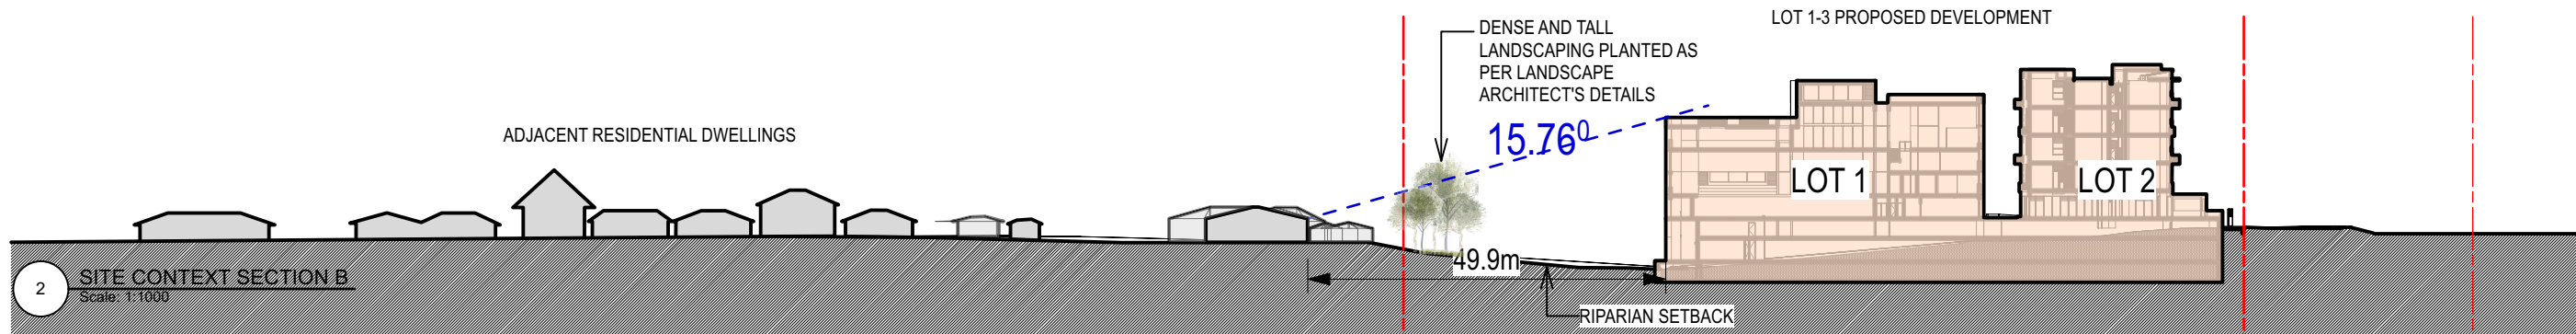 LOT 1-3 PROPOSED DEVELOPMENT
DENSE AND TALL
LANDSCAPING PLANTED AS
PER LANDSCAPE
ARCHITECT'S DETAILS
ADJACENT RESIDENTIAL DWELLINGS
15.76⁰
LOT 1
LOT 2
49.9m
2
SITE CONTEXT SECTION B
Scale: 1:1000
RIPARIAN SETBACK